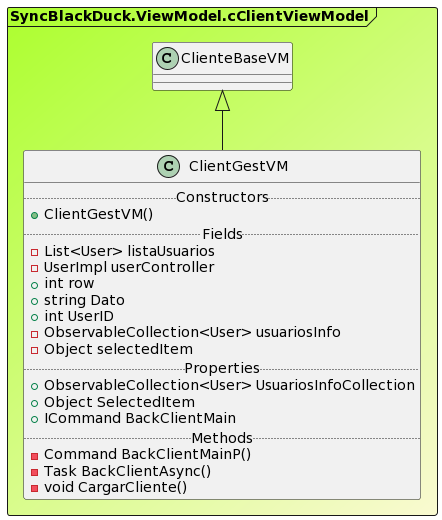 SyncBlackDuck.ViewModel.cClientViewModel
C ClienteBaseVM
C ClientGestVM
Constructors
ClientGestVM()
Fields
List<User> listaUsuarios
UserImpl userController
int row
string Dato
int UserID
ObservableCollection<User> usuariosInfo
Object selectedItem
Properties
ObservableCollection<User> UsuariosInfoCollection
Object SelectedItem
ICommand BackClientMain
Methods
Command BackClientMainP()
Task BackClientAsync()
void CargarCliente()